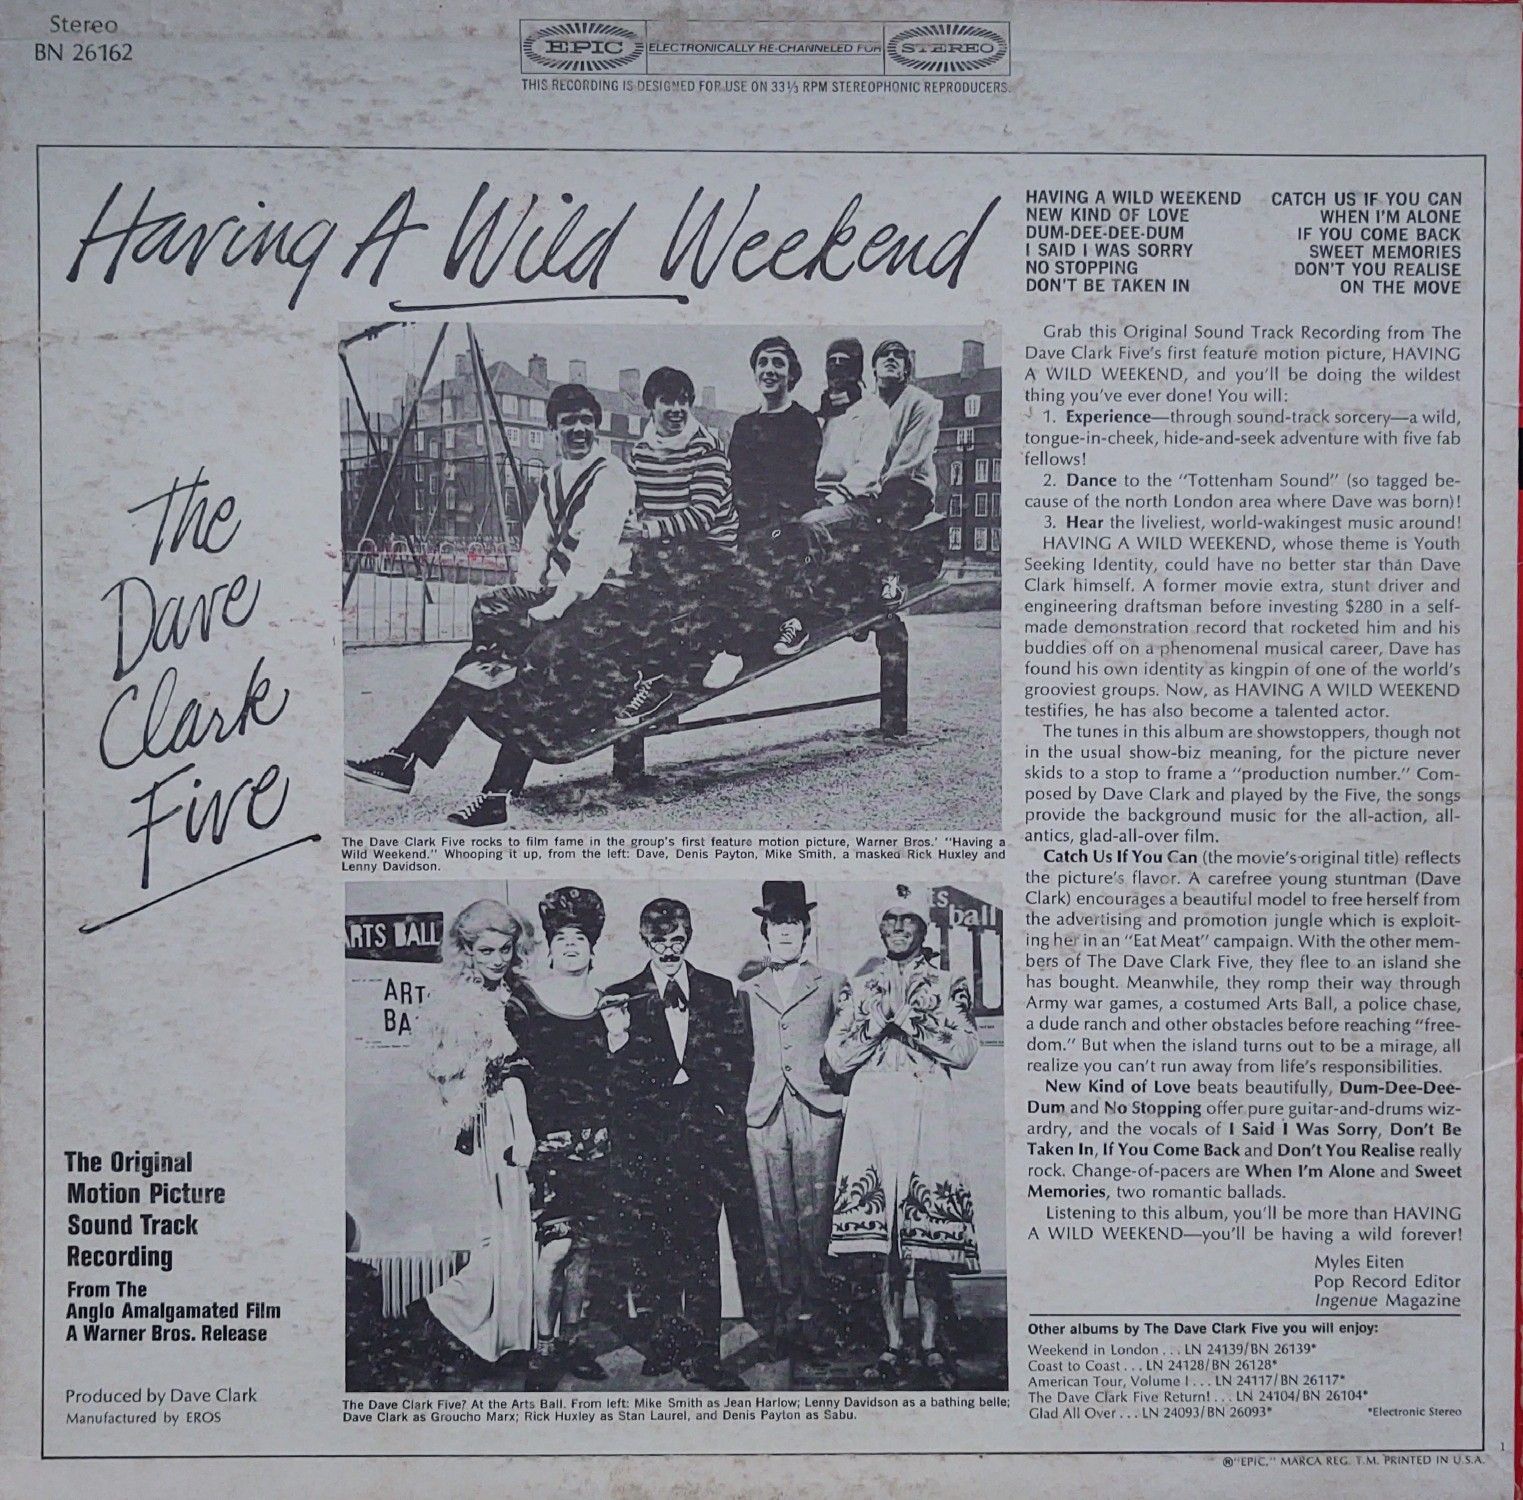 Stereo
BN 26162
EPIC ELECTRONICALLY RE-CHANNELED FOR STEREO
THIS RECORDING IS DESIGNED FOR USE ON 33⅓ RPM STEREOPHONIC REPRODUCERS.
Having A Wild Weekend
The
Dave
Clark
Five
HAVING A WILD WEEKEND
NEW KIND OF LOVE
DUM-DEE-DEE-DUM
I SAID I WAS SORRY
NO STOPPING
DON'T BE TAKEN IN
CATCH US IF YOU CAN
WHEN I'M ALONE
IF YOU COME BACK
SWEET MEMORIES
DON'T YOU REALISE
ON THE MOVE
The Dave Clark Five rocks to film fame in the group's first feature motion picture, Warner Bros.' "Having a
Wild Weekend." Whooping it up, from the left: Dave, Denis Payton, Mike Smith, a masked Rick Huxley and
Lenny Davidson.
ARTS BALL
ART
BA
s
ball
The Dave Clark Five? At the Arts Ball. From left: Mike Smith as Jean Harlow; Lenny Davidson as a bathing belle;
Dave Clark as Groucho Marx; Rick Huxley as Stan Laurel, and Denis Payton as Sabu.
The Original
Motion Picture
Sound Track
Recording
From The
Anglo Amalgamated Film
A Warner Bros. Release
Produced by Dave Clark
Manufactured by EROS
Grab this Original Sound Track Recording from The
Dave Clark Five's first feature motion picture, HAVING
A WILD WEEKEND, and you'll be doing the wildest
thing you've ever done! You will:
1. Experience—through sound-track sorcery—a wild,
tongue-in-cheek, hide-and-seek adventure with five fab
fellows!
2. Dance to the "Tottenham Sound" (so tagged be-
cause of the north London area where Dave was born)!
3. Hear the liveliest, world-wakingest music around!
HAVING A WILD WEEKEND, whose theme is Youth
Seeking Identity, could have no better star than Dave
Clark himself. A former movie extra, stunt driver and
engineering draftsman before investing $280 in a self-
made demonstration record that rocketed him and his
buddies off on a phenomenal musical career, Dave has
found his own identity as kingpin of one of the world's
grooviest groups. Now, as HAVING A WILD WEEKEND
testifies, he has also become a talented actor.
The tunes in this album are showstoppers, though not
in the usual show-biz meaning, for the picture never
skids to a stop to frame a "production number." Com-
posed by Dave Clark and played by the Five, the songs
provide the background music for the all-action, all-
antics, glad-all-over film.
Catch Us If You Can (the movie's original title) reflects
the picture's flavor. A carefree young stuntman (Dave
Clark) encourages a beautiful model to free herself from
the advertising and promotion jungle which is exploit-
ing her in an "Eat Meat" campaign. With the other mem-
bers of The Dave Clark Five, they flee to an island she
has bought. Meanwhile, they romp their way through
Army war games, a costumed Arts Ball, a police chase,
a dude ranch and other obstacles before reaching "free-
dom." But when the island turns out to be a mirage, all
realize you can't run away from life's responsibilities.
New Kind of Love beats beautifully, Dum-Dee-Dee-
Dum and No Stopping offer pure guitar-and-drums wiz-
ardry, and the vocals of I Said I Was Sorry, Don't Be
Taken In, If You Come Back and Don't You Realise really
rock. Change-of-pacers are When I'm Alone and Sweet
Memories, two romantic ballads.
Listening to this album, you'll be more than HAVING
A WILD WEEKEND—you'll be having a wild forever!
Myles Eiten
Pop Record Editor
Ingenue Magazine
Other albums by The Dave Clark Five you will enjoy:
Weekend in London . . . LN 24139/BN 26139*
Coast to Coast . . . LN 24128/BN 26128*
American Tour, Volume I . . . LN 24117/BN 26117*
The Dave Clark Five Return! . . . LN 24104/BN 26104*
Glad All Over . . . LN 24093/BN 26093*
*Electronic Stereo
1
®"EPIC," MARCA REG. T.M. PRINTED IN U.S.A.